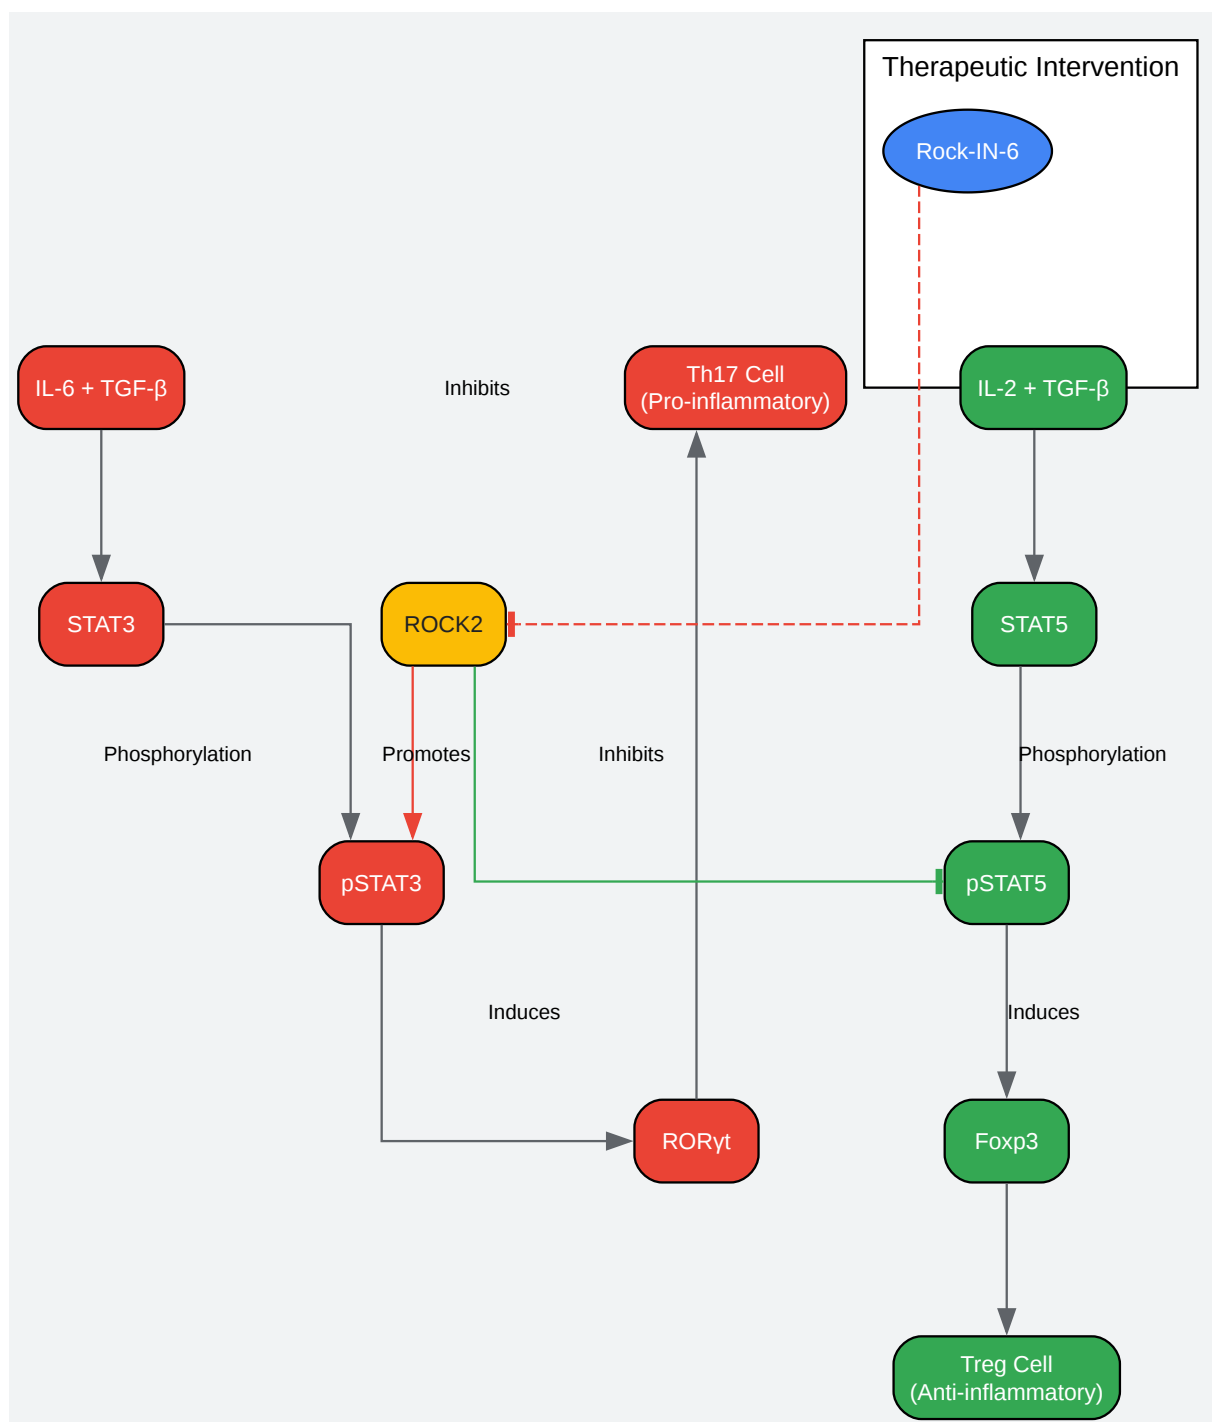 Therapeutic Intervention
Rock-IN-6
IL-6 + TGF-β
Inhibits
Th17 Cell
(Pro-inflammatory)
IL-2 + TGF-β
STAT3
ROCK2
STAT5
Phosphorylation
Promotes
Inhibits
Phosphorylation
pSTAT3
pSTAT5
Induces
Induces
RORγt
Foxp3
Treg Cell
(Anti-inflammatory)